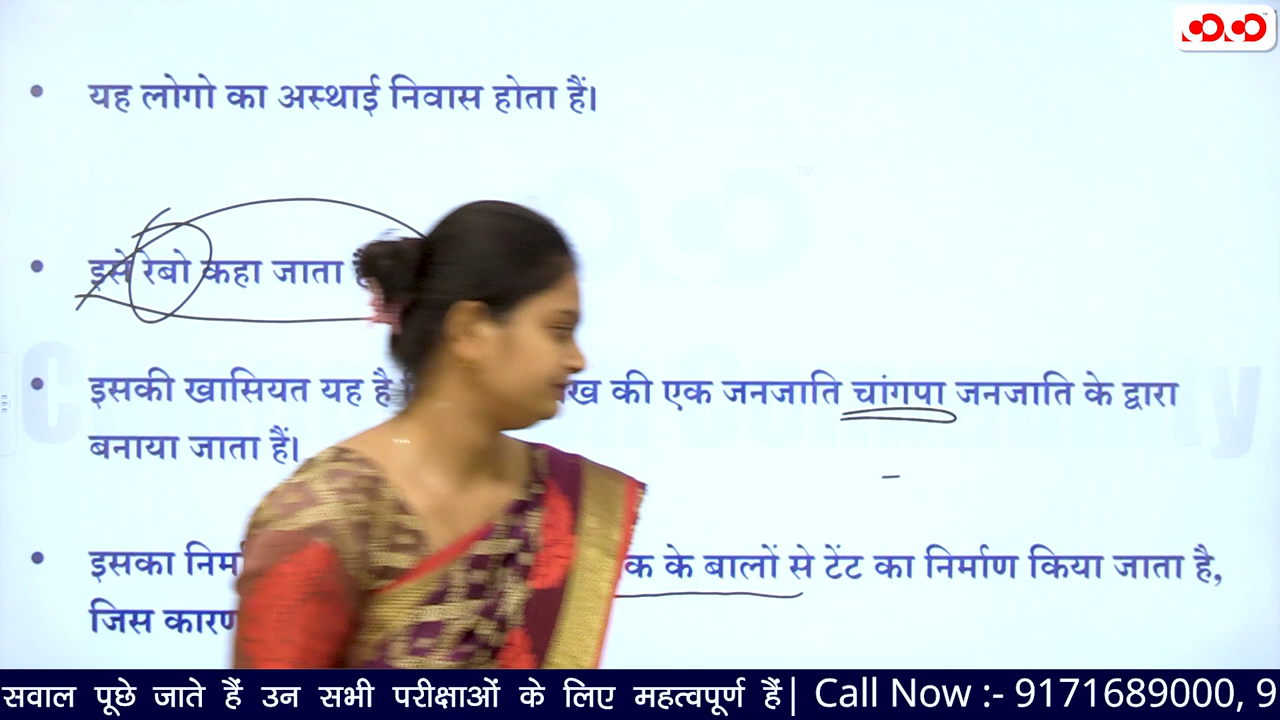 यह लोगो का अस्थाई निवास होता हैं।
इसे रेबो कहा जाता
इसकी खासियत यह है की एक जनजाति चांगपा जनजाति के द्वारा
बनाया जाता हैं।
इसका के बालों से टेंट का निर्माण किया जाता है,
जिस
सवाल पूछे जाते हैं उन सभी परीक्षाओं के लिए महत्वपूर्ण हैं| Call Now :- 9171689000, 9